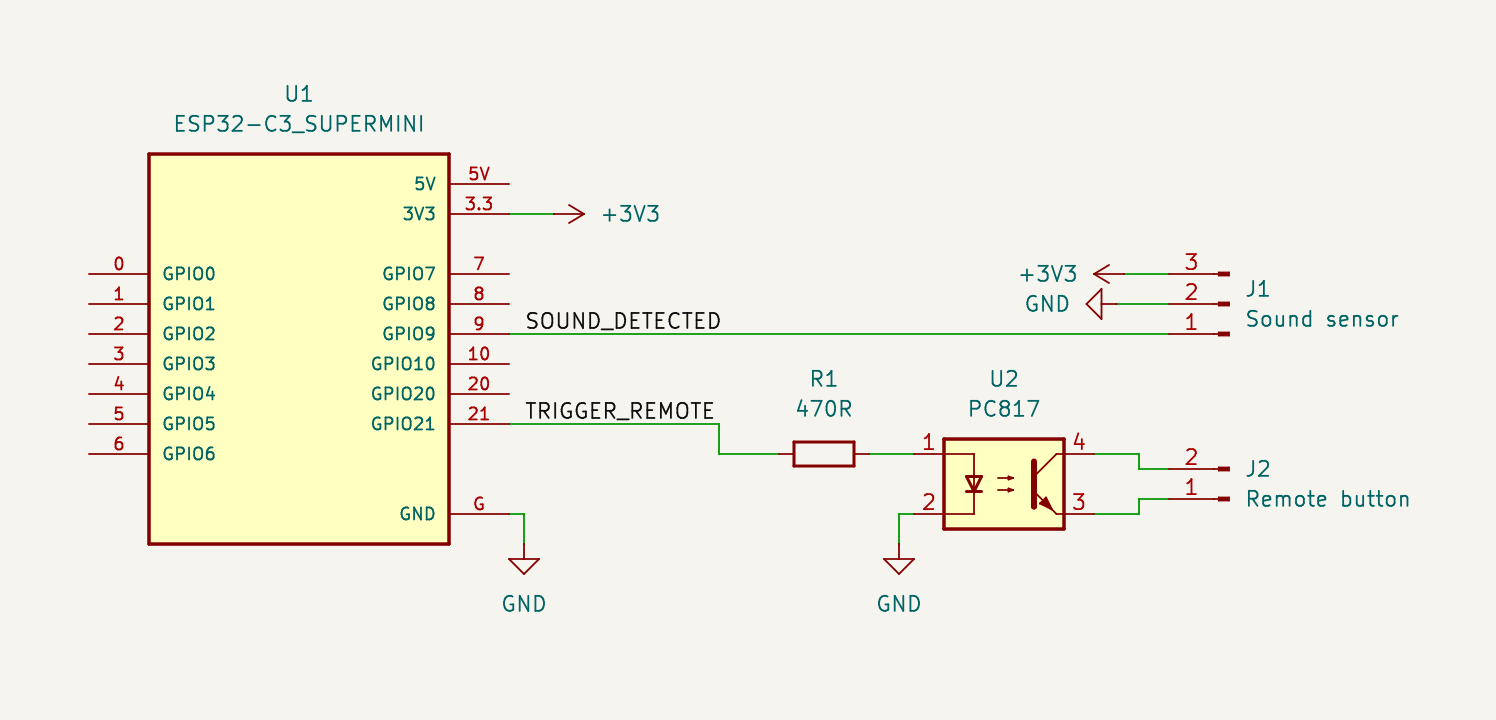 U1
ESP32-C3_SUPERMINI
5V 5V
3V3 3.3 +3V3
0 GPIO0 GPIO7 7 +3V3 3
1 GPIO1 GPIO8 8 GND 2 J1
2 GPIO2 GPIO9 9 SOUND_DETECTED 1 Sound sensor
3 GPIO3 GPIO10 10 R1 U2
4 GPIO4 GPIO20 20 470R PC817
5 GPIO5 GPIO21 21 TRIGGER_REMOTE
6 GPIO6 1 4 2 J2
GND G 2 3 1 Remote button
GND GND